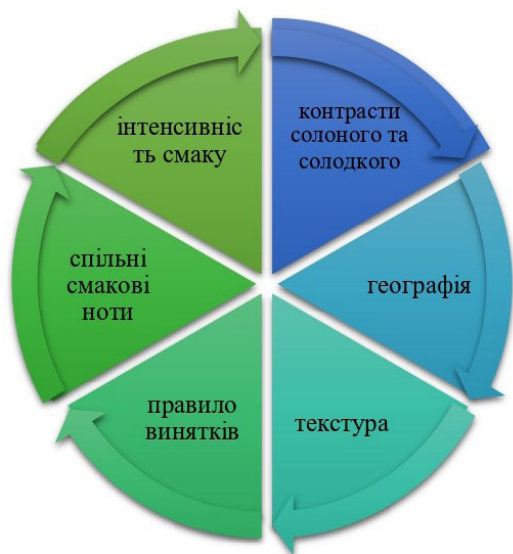 контрасти
солоного та
солодкого
географія
текстура
правило
винятків
спільні
смакові
ноти
інтенсивніс
ть смаку